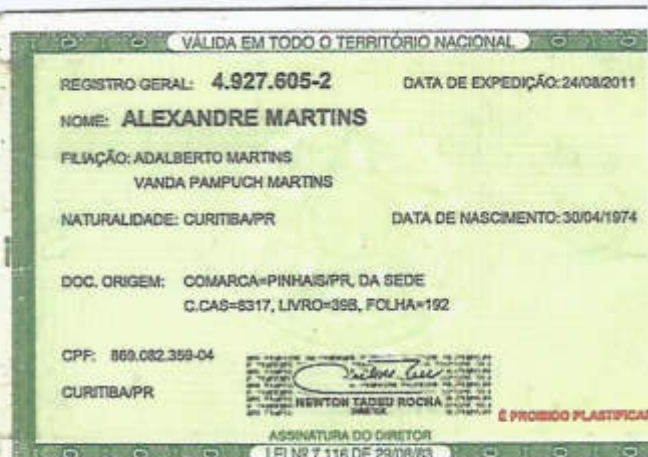 VÁLIDA EM TODO O TERRITÓRIO NACIONAL
REGISTRO GERAL: 4.927.605-2 DATA DE EXPEDIÇÃO: 24/08/2011
NOME: ALEXANDRE MARTINS
FILIAÇÃO: ADALBERTO MARTINS
VANDA PAMPUCH MARTINS
NATURALIDADE: CURITIBA/PR DATA DE NASCIMENTO: 30/04/1974
DOC. ORIGEM: COMARCA=PINHAIS/PR, DA SEDE
C.CAS=8317, LIVRO=39B, FOLHA=192
CPF: 869.082.359-04
CURITIBA/PR
NEWTON TADEU ROCHA
DIRETOR
É PROIBIDO PLASTIFICAR
ASSINATURA DO DIRETOR
LEI Nº 7.116 DE 29/08/83